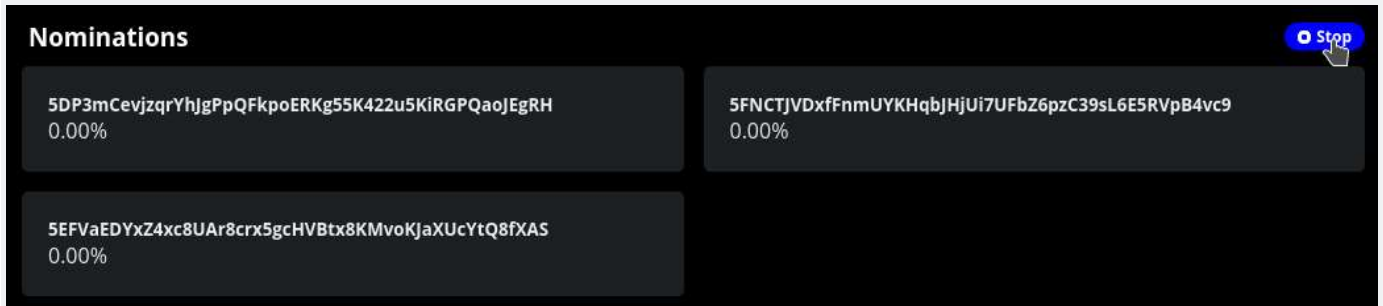 Nominations
Stop
5DP3mCevjzqrYhJgPpQFkpoERKg55K422u5KiRGPQaoJEgRH
0.00%
5FNCTJVDxfFnmUYKHqbJHjUi7UFbZ6pzC39sL6E5RVpB4vc9
0.00%
5EFVaEDYxZ4xc8UAr8crx5gcHVBtx8KMvoKJaXUcYtQ8fXAS
0.00%